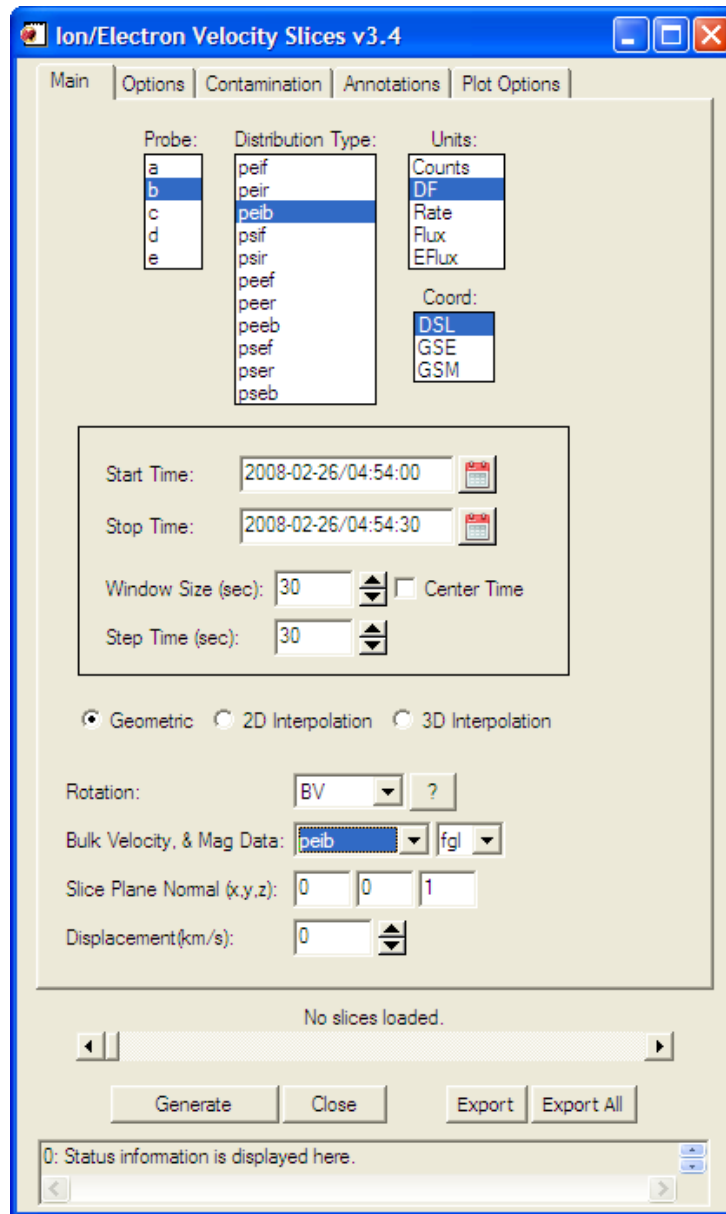 Ion/Electron Velocity Slices v3.4
Main Options Contamination Annotations Plot Options
Probe: Distribution Type: Units:
a
b
c
d
e
peif
peir
peib
psif
psir
peef
peer
peeb
psef
pser
pseb
Counts
DF
Rate
Flux
EFlux
Coord:
DSL
GSE
GSM
Start Time: 2008-02-26/04:54:00
Stop Time: 2008-02-26/04:54:30
Window Size (sec): 30 Center Time
Step Time (sec): 30
Geometric 2D Interpolation 3D Interpolation
Rotation: BV ?
Bulk Velocity, & Mag Data: peib fgl
Slice Plane Normal (x,y,z): 0 0 1
Displacement(km/s): 0
No slices loaded.
Generate Close Export Export All
0: Status information is displayed here.